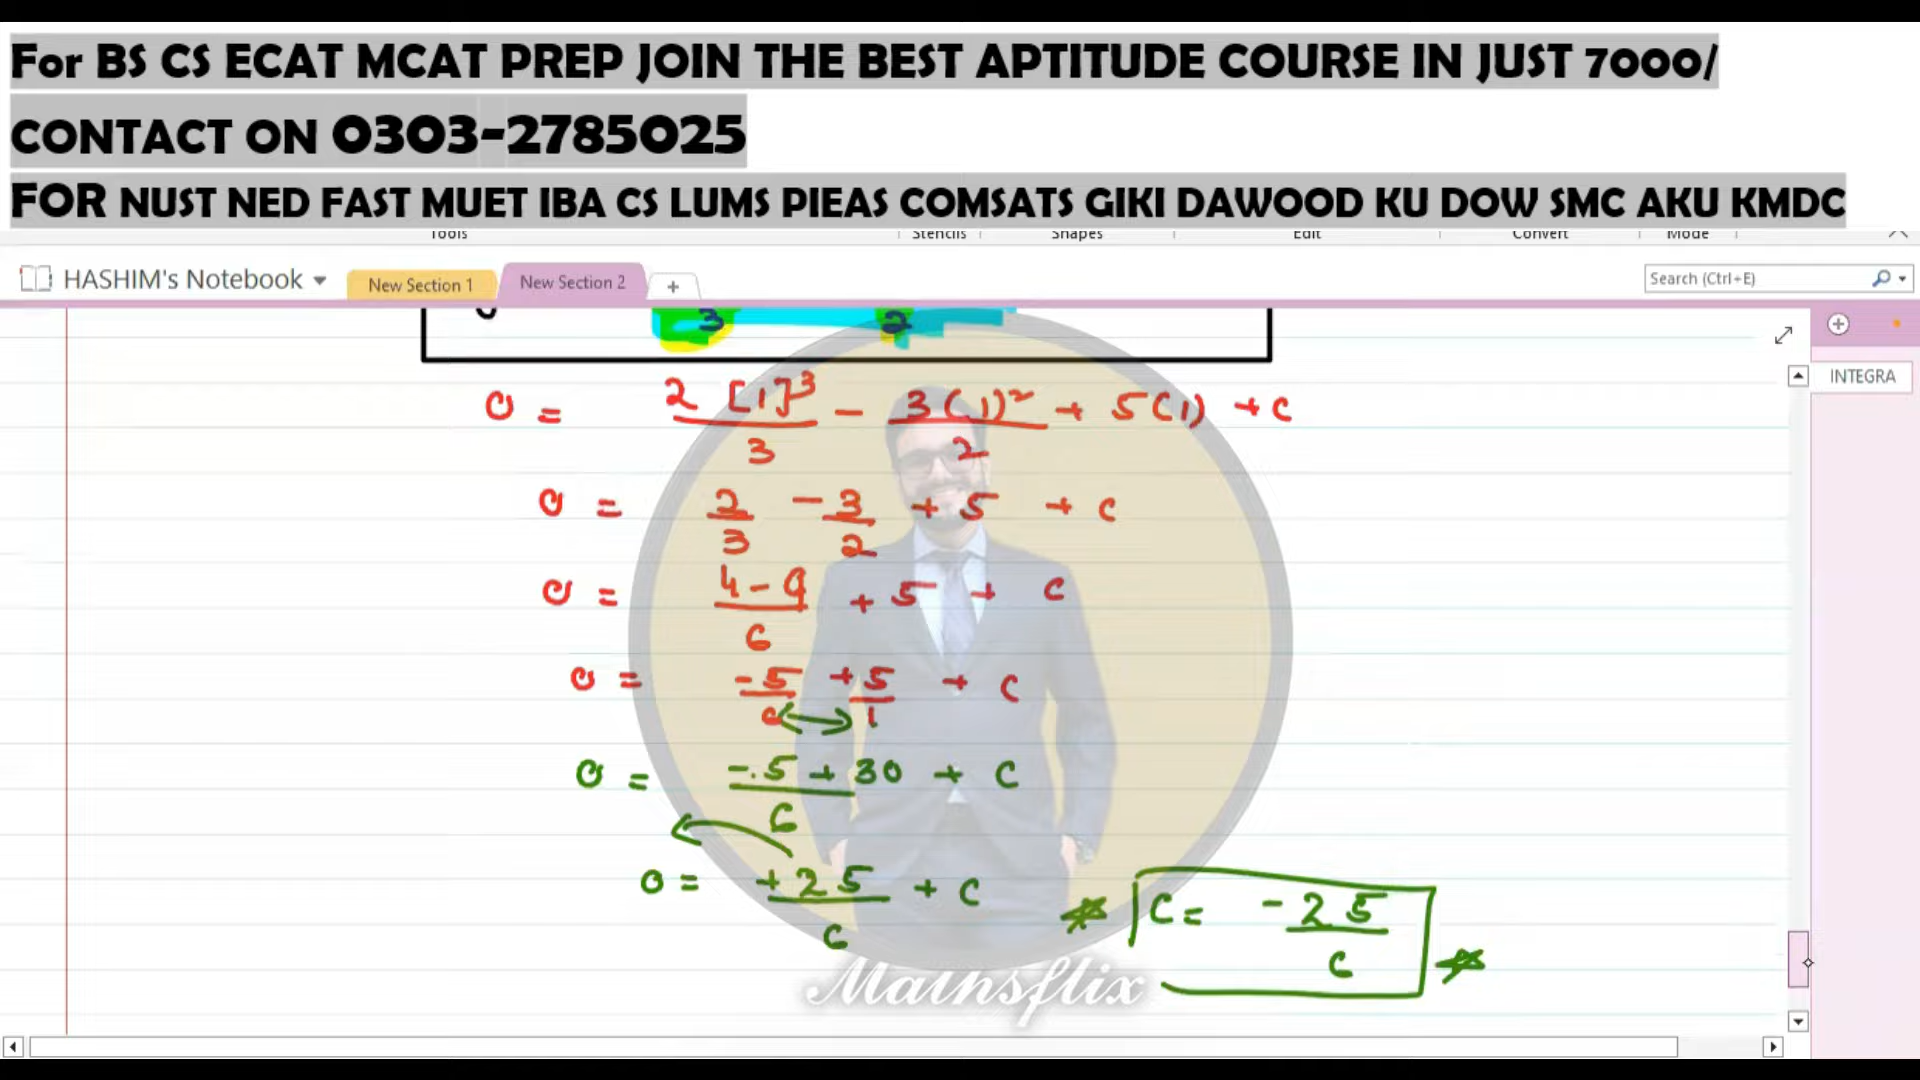 For BS CS ECAT MCAT PREP JOIN THE BEST APTITUDE COURSE IN JUST 7000/
CONTACT ON 0303-2785025
FOR NUST NED FAST MUET IBA CS LUMS PIEAS COMSATS GIKI DAWOOD KU DOW SMC AKU KMDC
Tools Stencils Shapes Edit Convert Mode
HASHIM's Notebook New Section 1 New Section 2 + Search (Ctrl+E)
INTEGRA
3 2
0 = 2[1]³/3 - 3(1)²/2 + 5(1) + c
0 = 2/3 - 3/2 + 5 + c
0 = 4-9/6 + 5 + c
0 = -5/6 + 5/1 + c
0 = -5+30/6 + c
0 = +25/6 + c
c = -25/6
Mainsflix